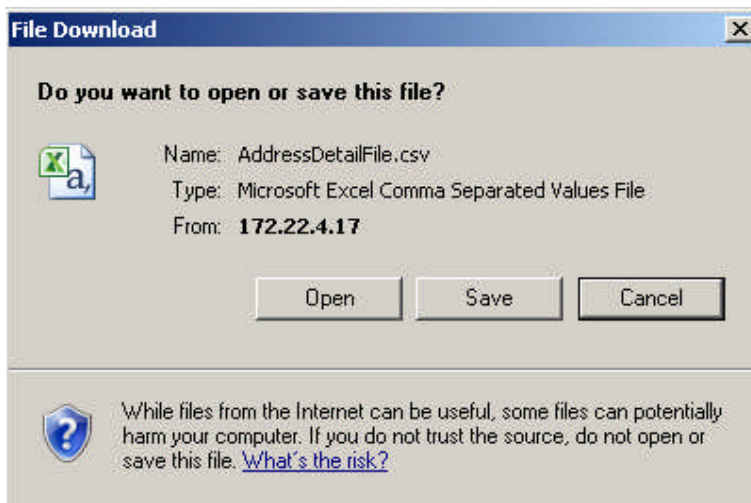 File Download
Do you want to open or save this file?
Name: AddressDetailFile.csv
Type: Microsoft Excel Comma Separated Values File
From: 172.22.4.17
Open Save Cancel
While files from the Internet can be useful, some files can potentially
harm your computer. If you do not trust the source, do not open or
save this file. What's the risk?